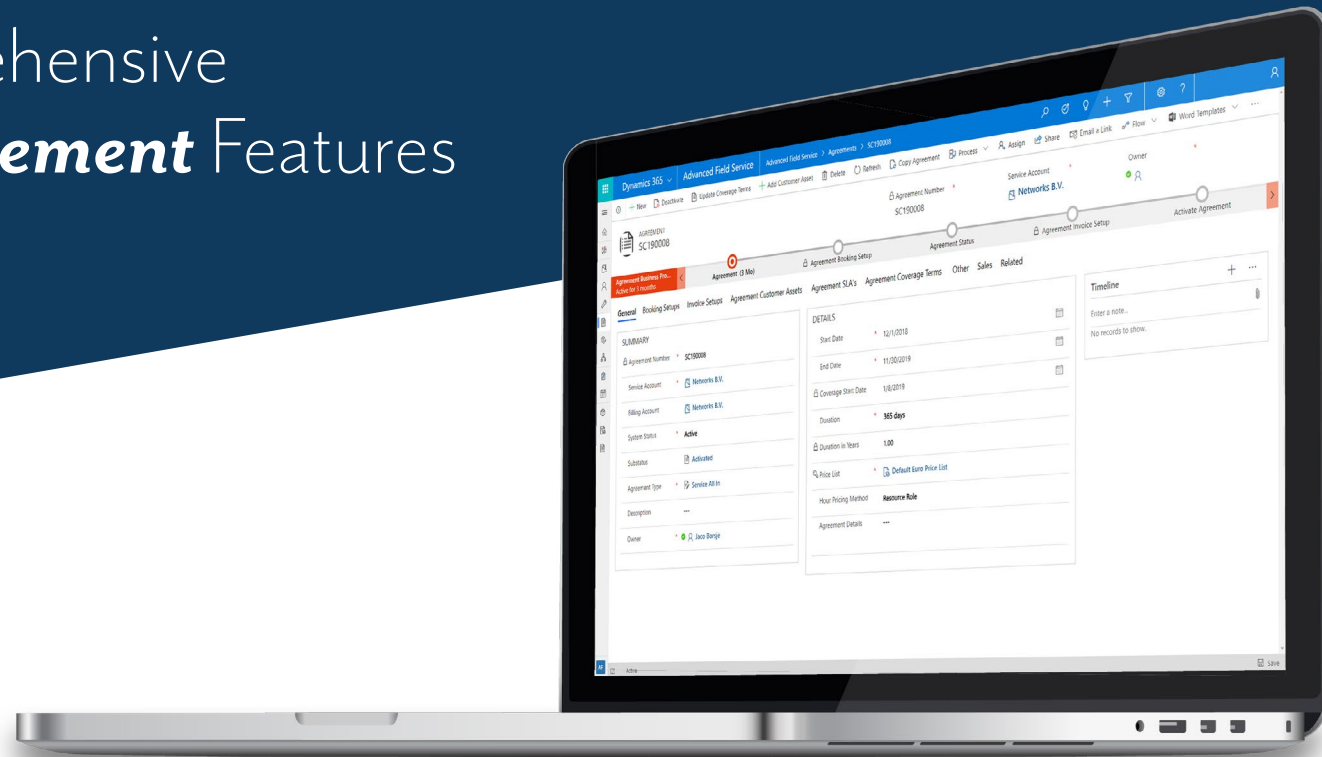 ehensive
ement Features
Dynamics 365
Advanced Field Service
Advanced Field Service > Agreements > SC190008
+ New
Deactivate
Update Coverage Terms
+ Add Customer Asset
Delete
Refresh
Copy Agreement
Process
Assign
Share
Email a Link
Flow
Word Templates
AGREEMENT
SC190008
Agreement Number *
SC190008
Service Account *
Networks B.V.
Owner *
Agreement Business Pro...
Active for 3 months
Agreement (3 Mo)
Agreement Booking Setup
Agreement Status
Agreement Invoice Setup
Activate Agreement
General Booking Setups Invoice Setups Agreement Customer Assets Agreement SLA's Agreement Coverage Terms Other Sales Related
SUMMARY
Agreement Number * SC190008
Service Account * Networks B.V.
Billing Account Networks B.V.
System Status * Active
Substatus Activated
Agreement Type * Service All In
Description ---
Owner * Jaco Bonje
DETAILS
Start Date * 12/1/2018
End Date * 11/30/2019
Coverage Start Date 1/8/2019
Duration * 365 days
Duration in Years 1.00
Price List * Default Euro Price List
Hour Pricing Method Resource Role
Agreement Details ---
Timeline
Enter a note...
No records to show.
Active
Save